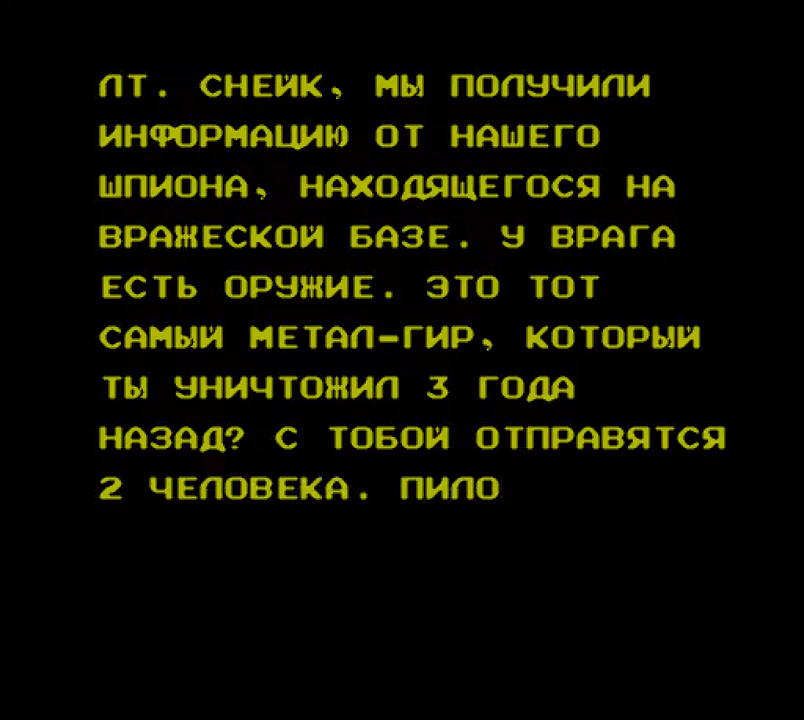 ЛТ. СНЕЙК, МЫ ПОЛУЧИЛИ
ИНФОРМАЦИЮ ОТ НАШЕГО
ШПИОНА, НАХОДЯЩЕГОСЯ НА
ВРАЖЕСКОЙ БАЗЕ. У ВРАГА
ЕСТЬ ОРУЖИЕ. ЭТО ТОТ
САМЫЙ МЕТАЛ-ГИР, КОТОРЫЙ
ТЫ УНИЧТОЖИЛ 3 ГОДА
НАЗАД? С ТОБОЙ ОТПРАВЯТСЯ
2 ЧЕЛОВЕКА. ПИЛО